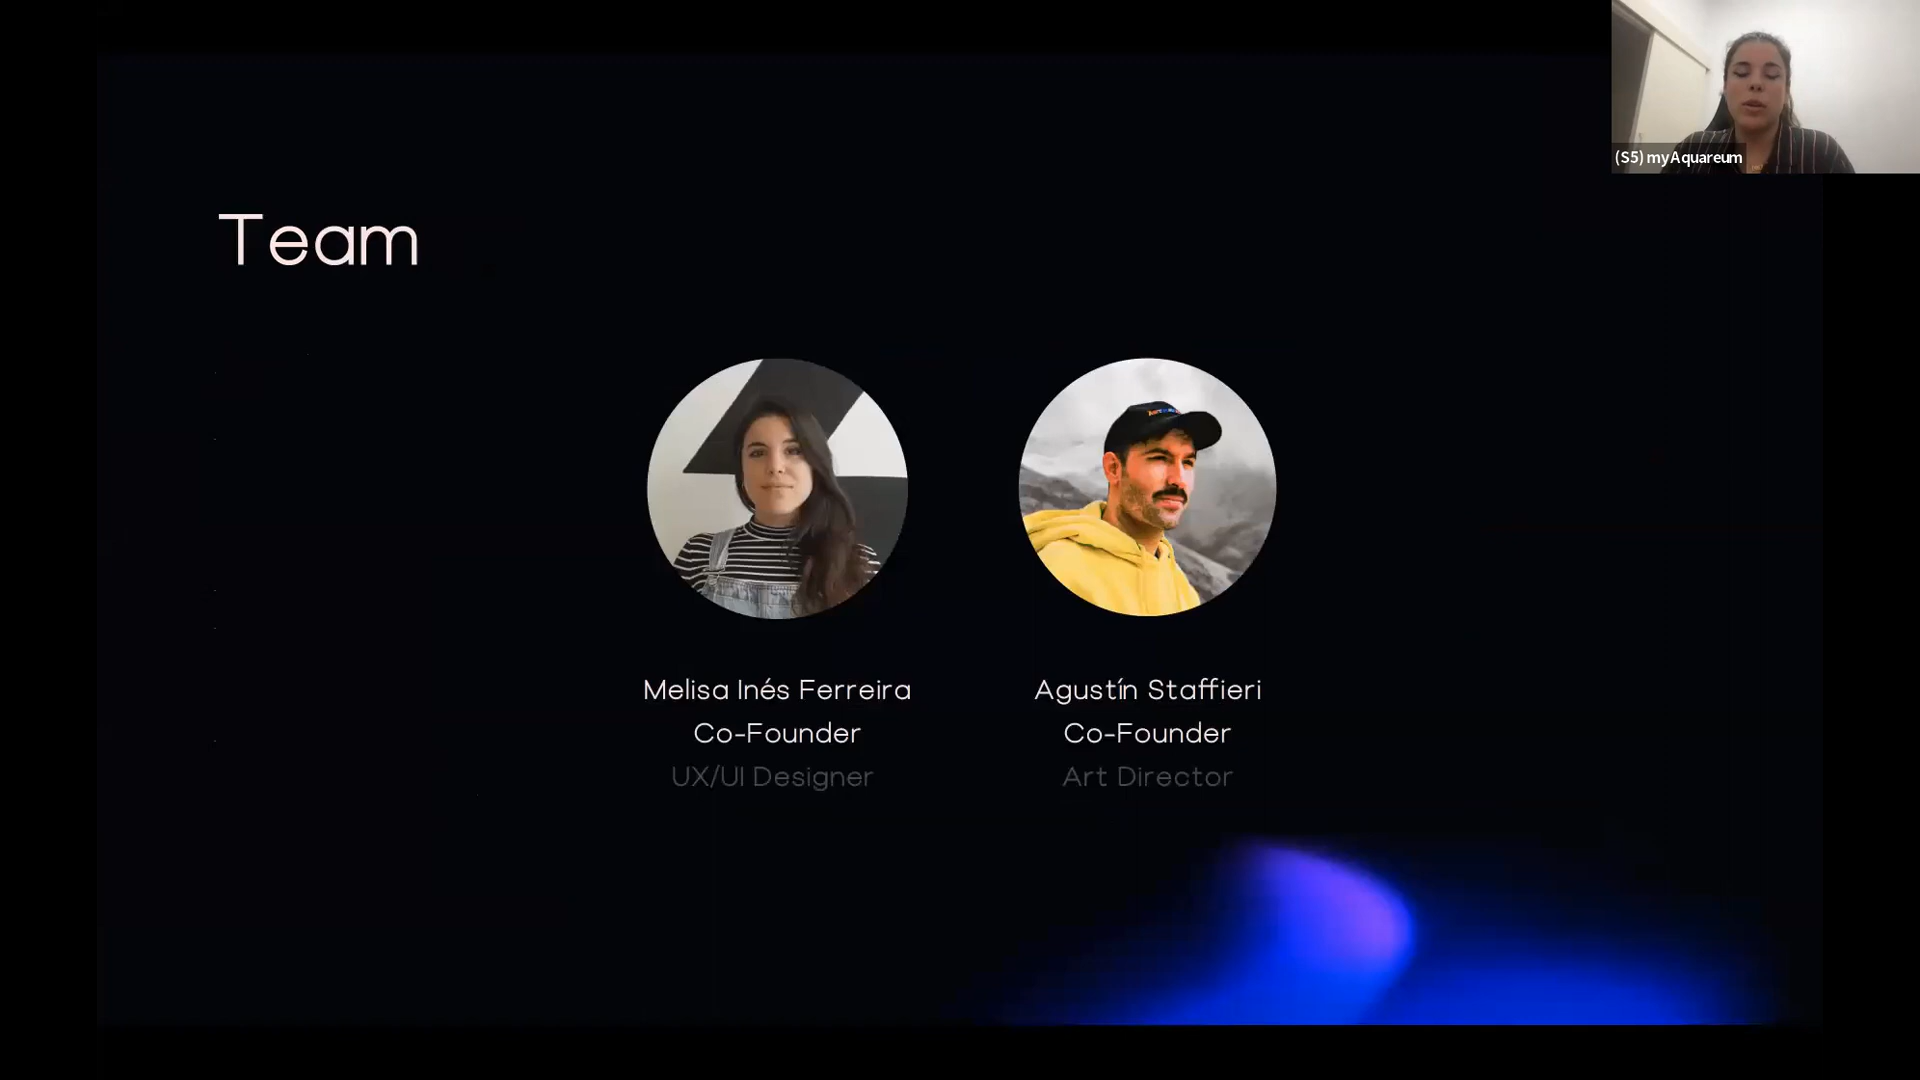 (S5) myAquareum
Team
Melisa Inés Ferreira
Co-Founder
UX/UI Designer
Agustín Staffieri
Co-Founder
Art Director